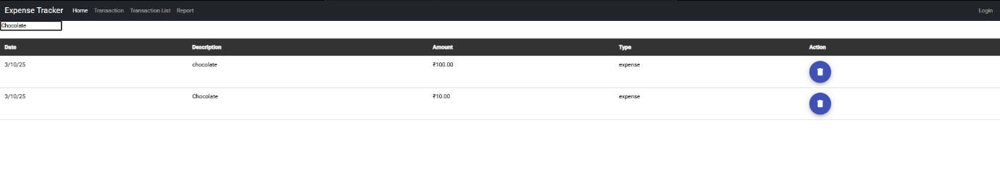 Expense Tracker Home Transaction Transaction List Report Login
Chocolate
Date Description Amount Type Action
3/10/25 chocolate ₹100.00 expense
3/10/25 Chocolate ₹10.00 expense